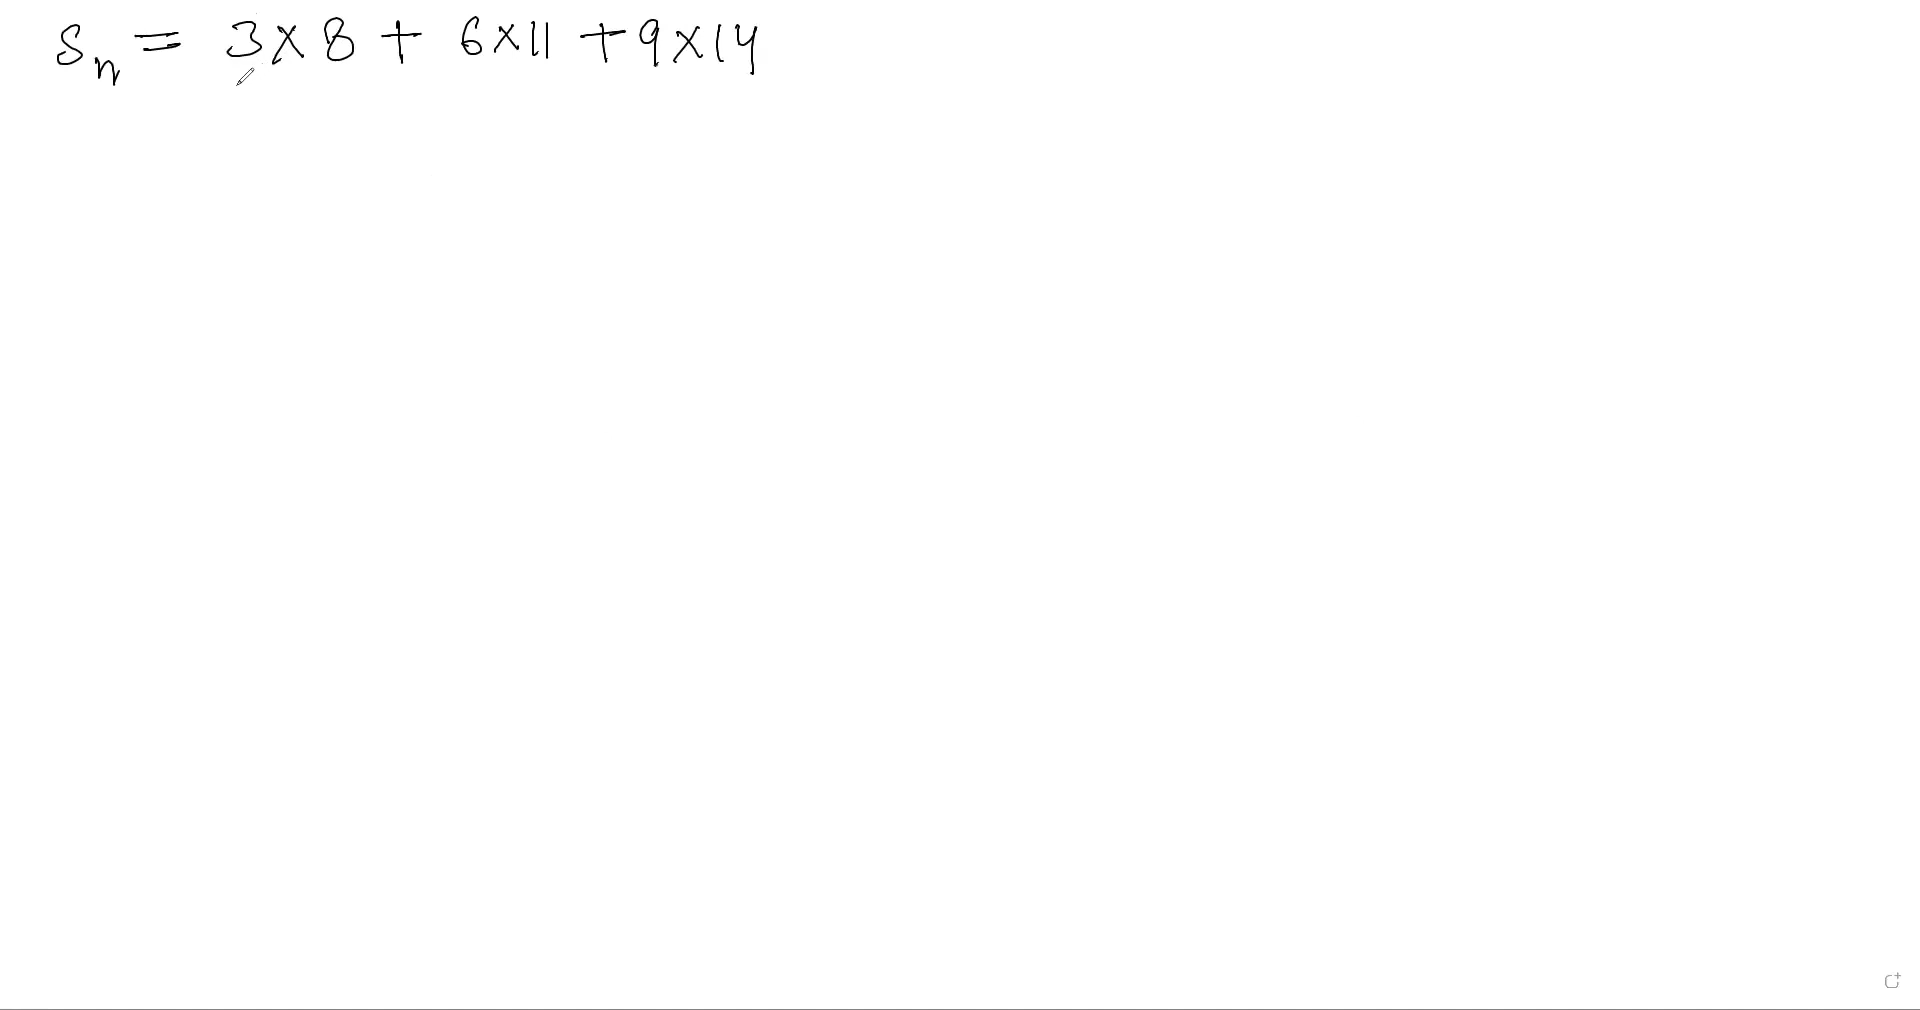 Sn = 3×8 + 6×11 + 9×14